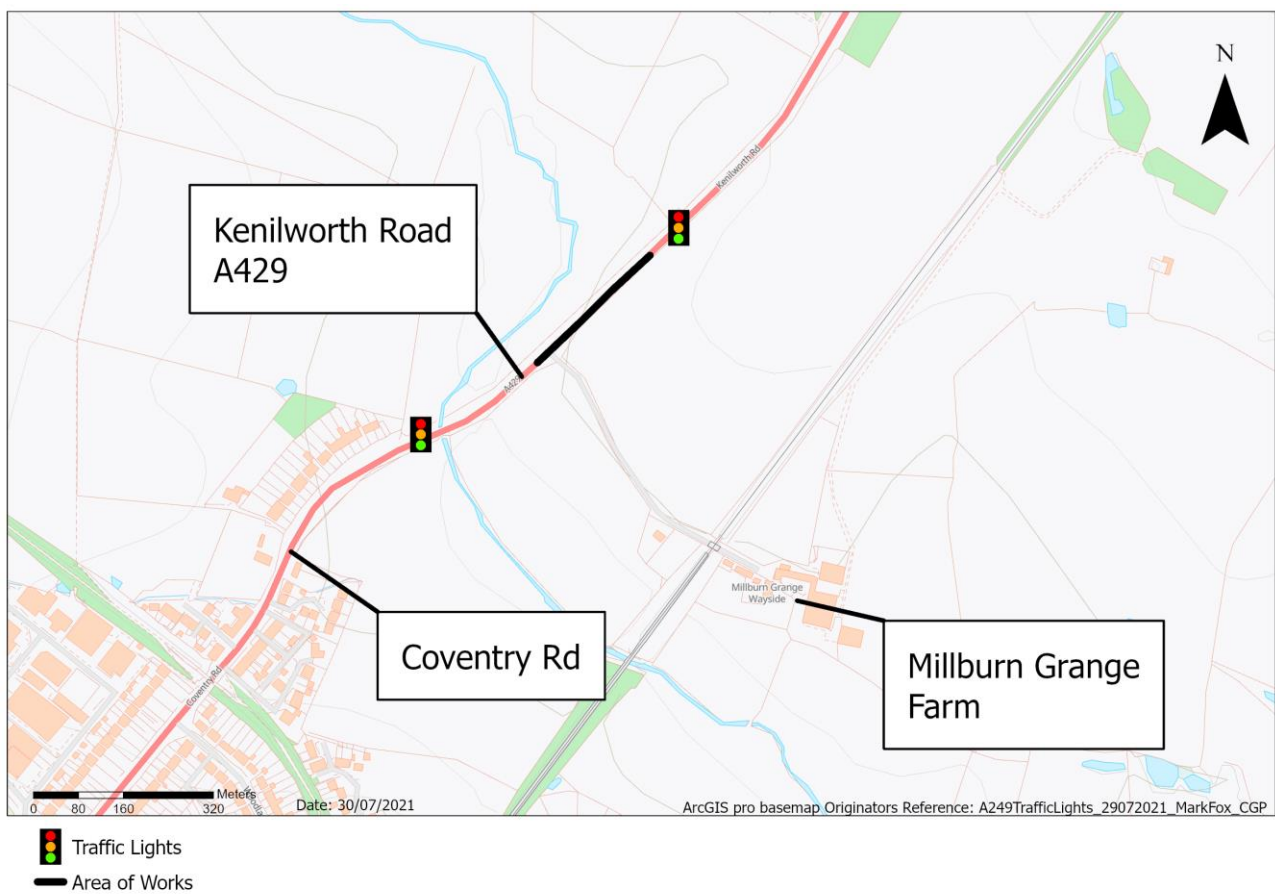 N
Kenilworth Rd
Kenilworth Road
A429
A429
Coventry Rd
Millburn Grange
Wayside
Millburn Grange
Farm
Coventry Rd
Meters
0 80 160 320
Date: 30/07/2021
ArcGIS pro basemap Originators Reference: A249TrafficLights_29072021_MarkFox_CGP
Traffic Lights
Area of Works